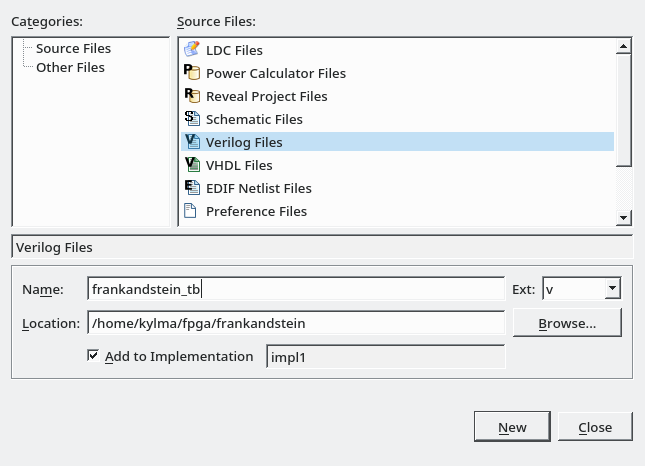 Categories:
Source Files:
Source Files
Other Files
LDC Files
Power Calculator Files
Reveal Project Files
Schematic Files
Verilog Files
VHDL Files
EDIF Netlist Files
Preference Files
Verilog Files
Name:
frankandstein_tb
Ext:
v
Location:
/home/kylma/fpga/frankandstein
Browse...
Add to Implementation
impl1
New
Close